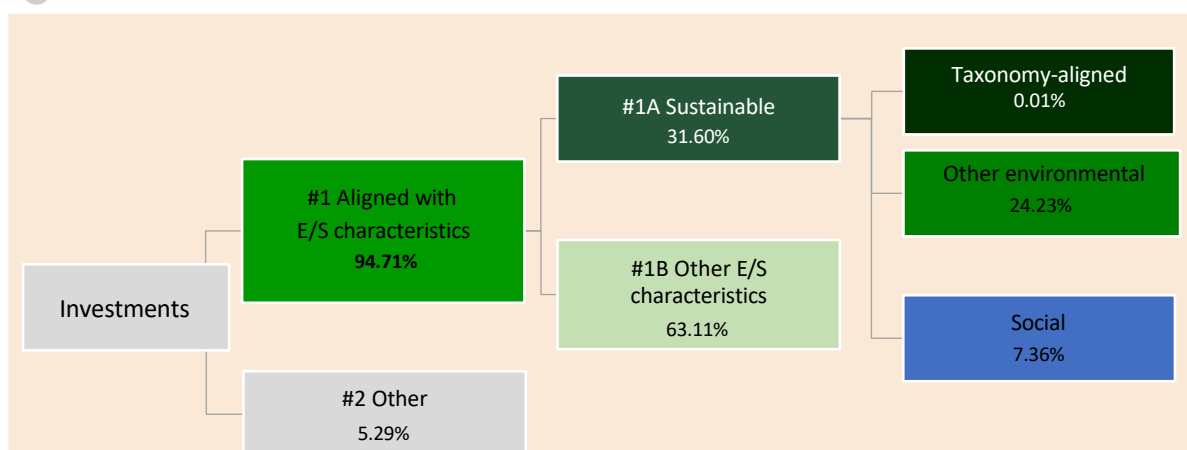 Investments
#1 Aligned with
E/S characteristics
94.71%
#2 Other
5.29%
#1A Sustainable
31.60%
#1B Other E/S
characteristics
63.11%
Taxonomy-aligned
0.01%
Other environmental
24.23%
Social
7.36%